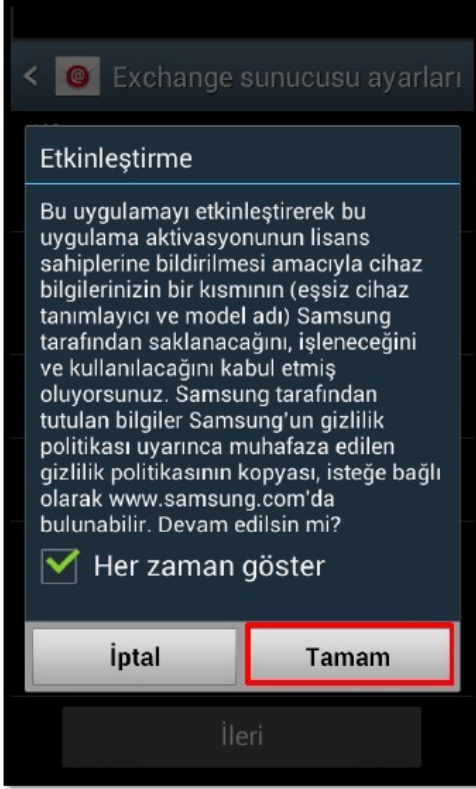 Exchange sunucusu ayarları
Etkinleştirme
Bu uygulamayı etkinleştirerek bu
uygulama aktivasyonunun lisans
sahiplerine bildirilmesi amacıyla cihaz
bilgilerinizin bir kısmının (eşsiz cihaz
tanımlayıcı ve model adı) Samsung
tarafından saklanacağını, işleneceğini
ve kullanılacağını kabul etmiş
oluyorsunuz. Samsung tarafından
tutulan bilgiler Samsung'un gizlilik
politikası uyarınca muhafaza edilen
gizlilik politikasının kopyası, isteğe bağlı
olarak www.samsung.com'da
bulunabilir. Devam edilsin mi?
Her zaman göster
İptal
Tamam
İleri